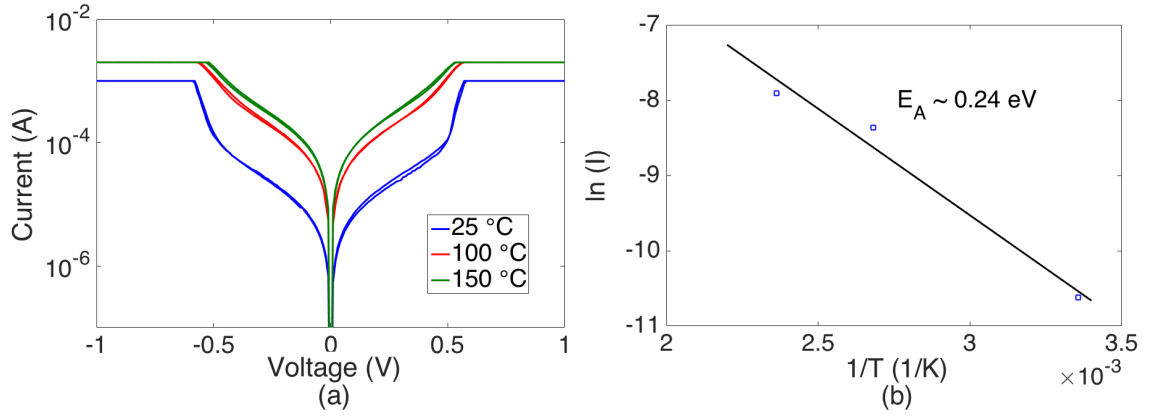 10⁻²
10⁻⁴
10⁻⁶
Current (A)
25 °C
100 °C
150 °C
-1
-0.5
0
0.5
1
Voltage (V)
(a)
-7
-8
-9
-10
-11
ln (I)
E_A ~ 0.24 eV
2
2.5
3
3.5
1/T (1/K)
×10⁻³
(b)